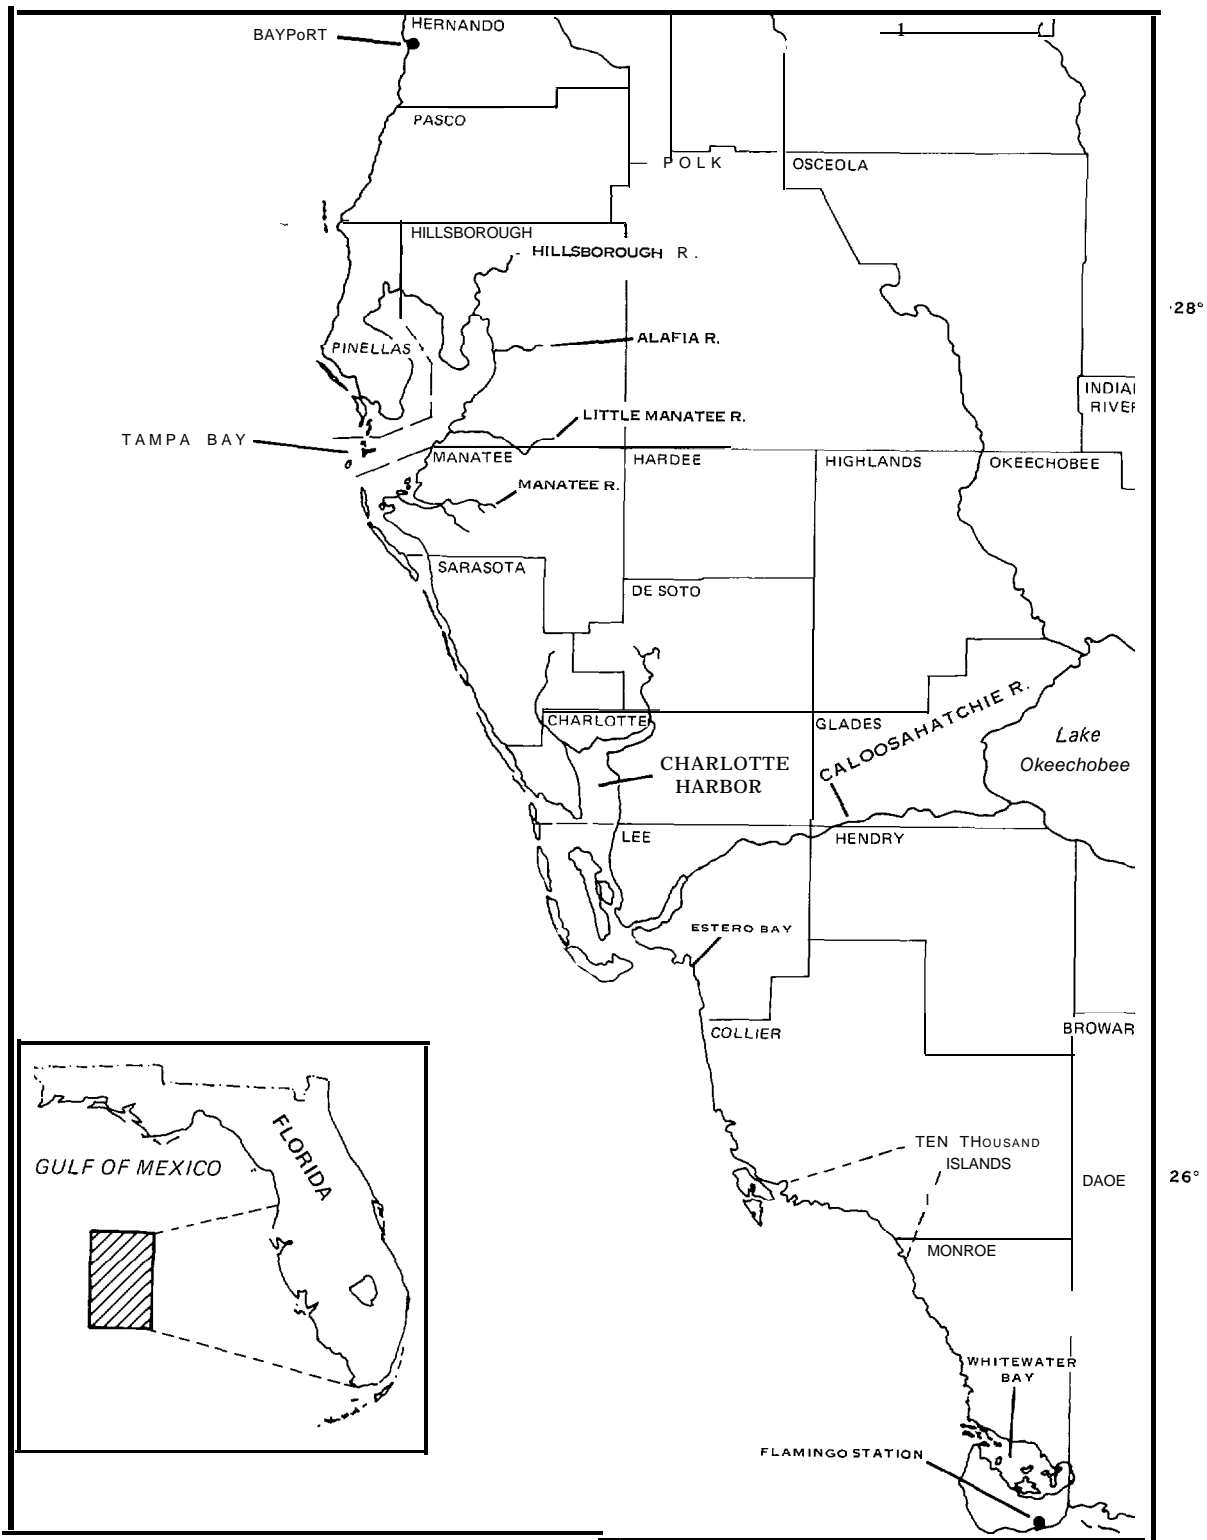 HERNANDO
BAYPoRT
1
PASCO
POLK
OSCEOLA
HILLSBOROUGH
HILLSBOROUGH R.
28°
ALAFIA R.
PINELLAS
INDIAN
RIVER
LITTLE MANATEE R.
TAMPA BAY
MANATEE
HARDEE
HIGHLANDS
OKEECHOBEE
MANATEE R.
SARASOTA
DE SOTO
CALOOSAHATCHIE R.
CHARLOTTE
GLADES
Lake
Okeechobee
CHARLOTTE
HARBOR
LEE
HENDRY
ESTERO BAY
COLLIER
BROWAR
FLORIDA
GULF OF MEXICO
TEN THOUSAND
ISLANDS
DAOE
26°
MONROE
WHITEWATER
BAY
FLAMINGO STATION